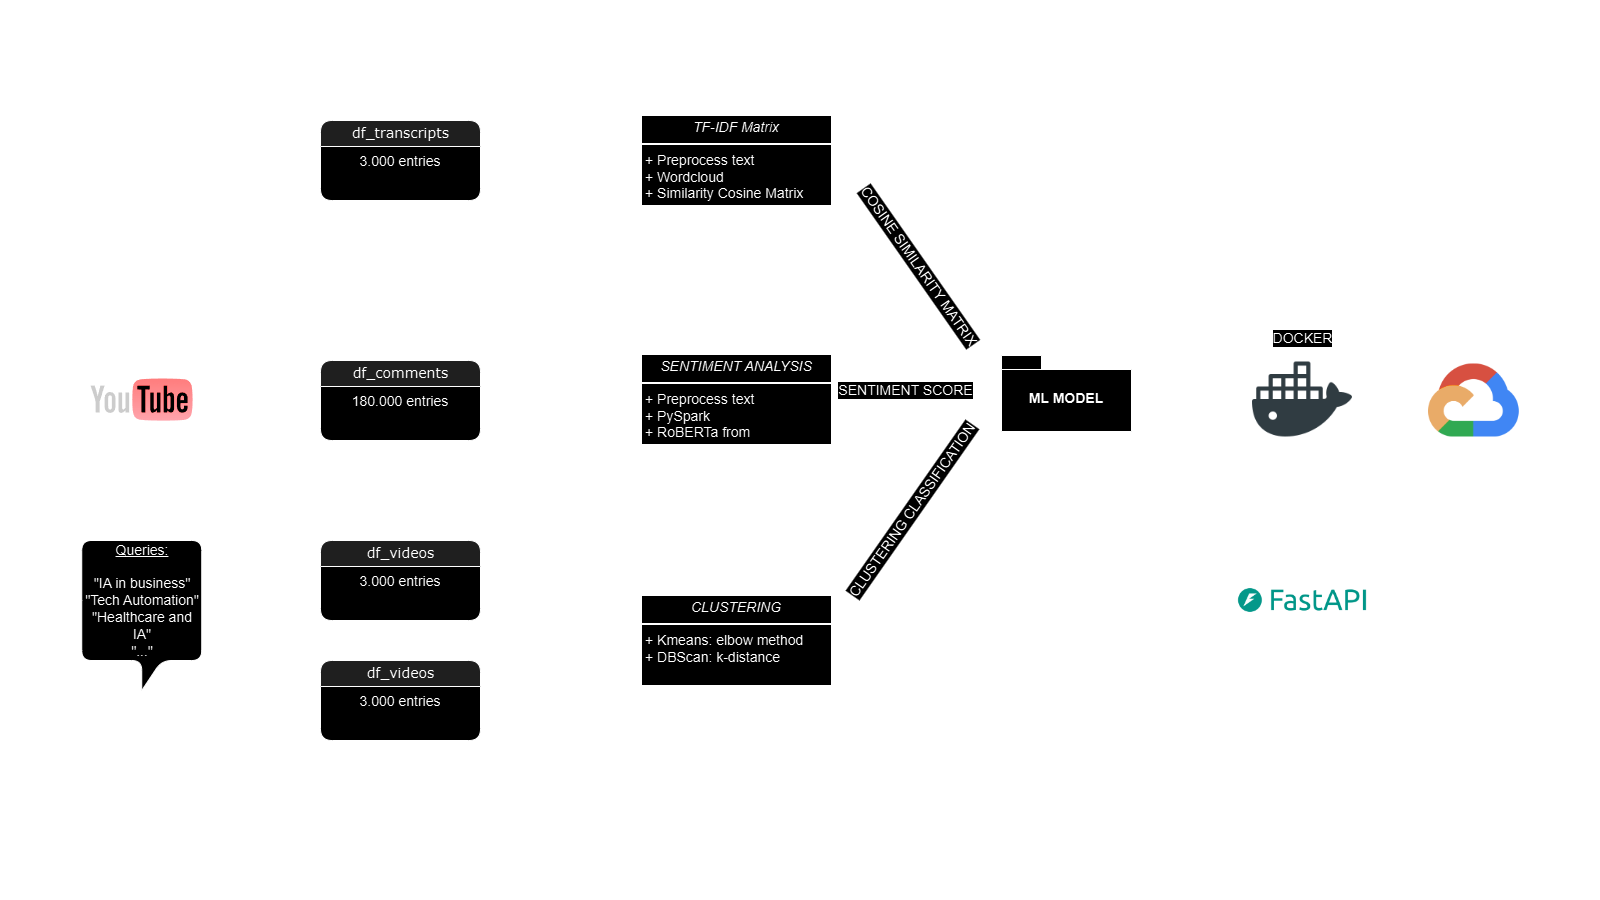 df_transcripts
3.000 entries
TF-IDF Matrix
+ Preprocess text
+ Wordcloud
+ Similarity Cosine Matrix
COSINE SIMILARITY MATRIX
YouTube
df_comments
180.000 entries
SENTIMENT ANALYSIS
+ Preprocess text
+ PySpark
+ RoBERTa from
SENTIMENT SCORE
ML MODEL
DOCKER
Queries:
"IA in business"
"Tech Automation"
"Healthcare and
IA"
"..."
df_videos
3.000 entries
df_videos
3.000 entries
CLUSTERING
+ Kmeans: elbow method
+ DBScan: k-distance
CLUSTERING CLASSIFICATION
FastAPI